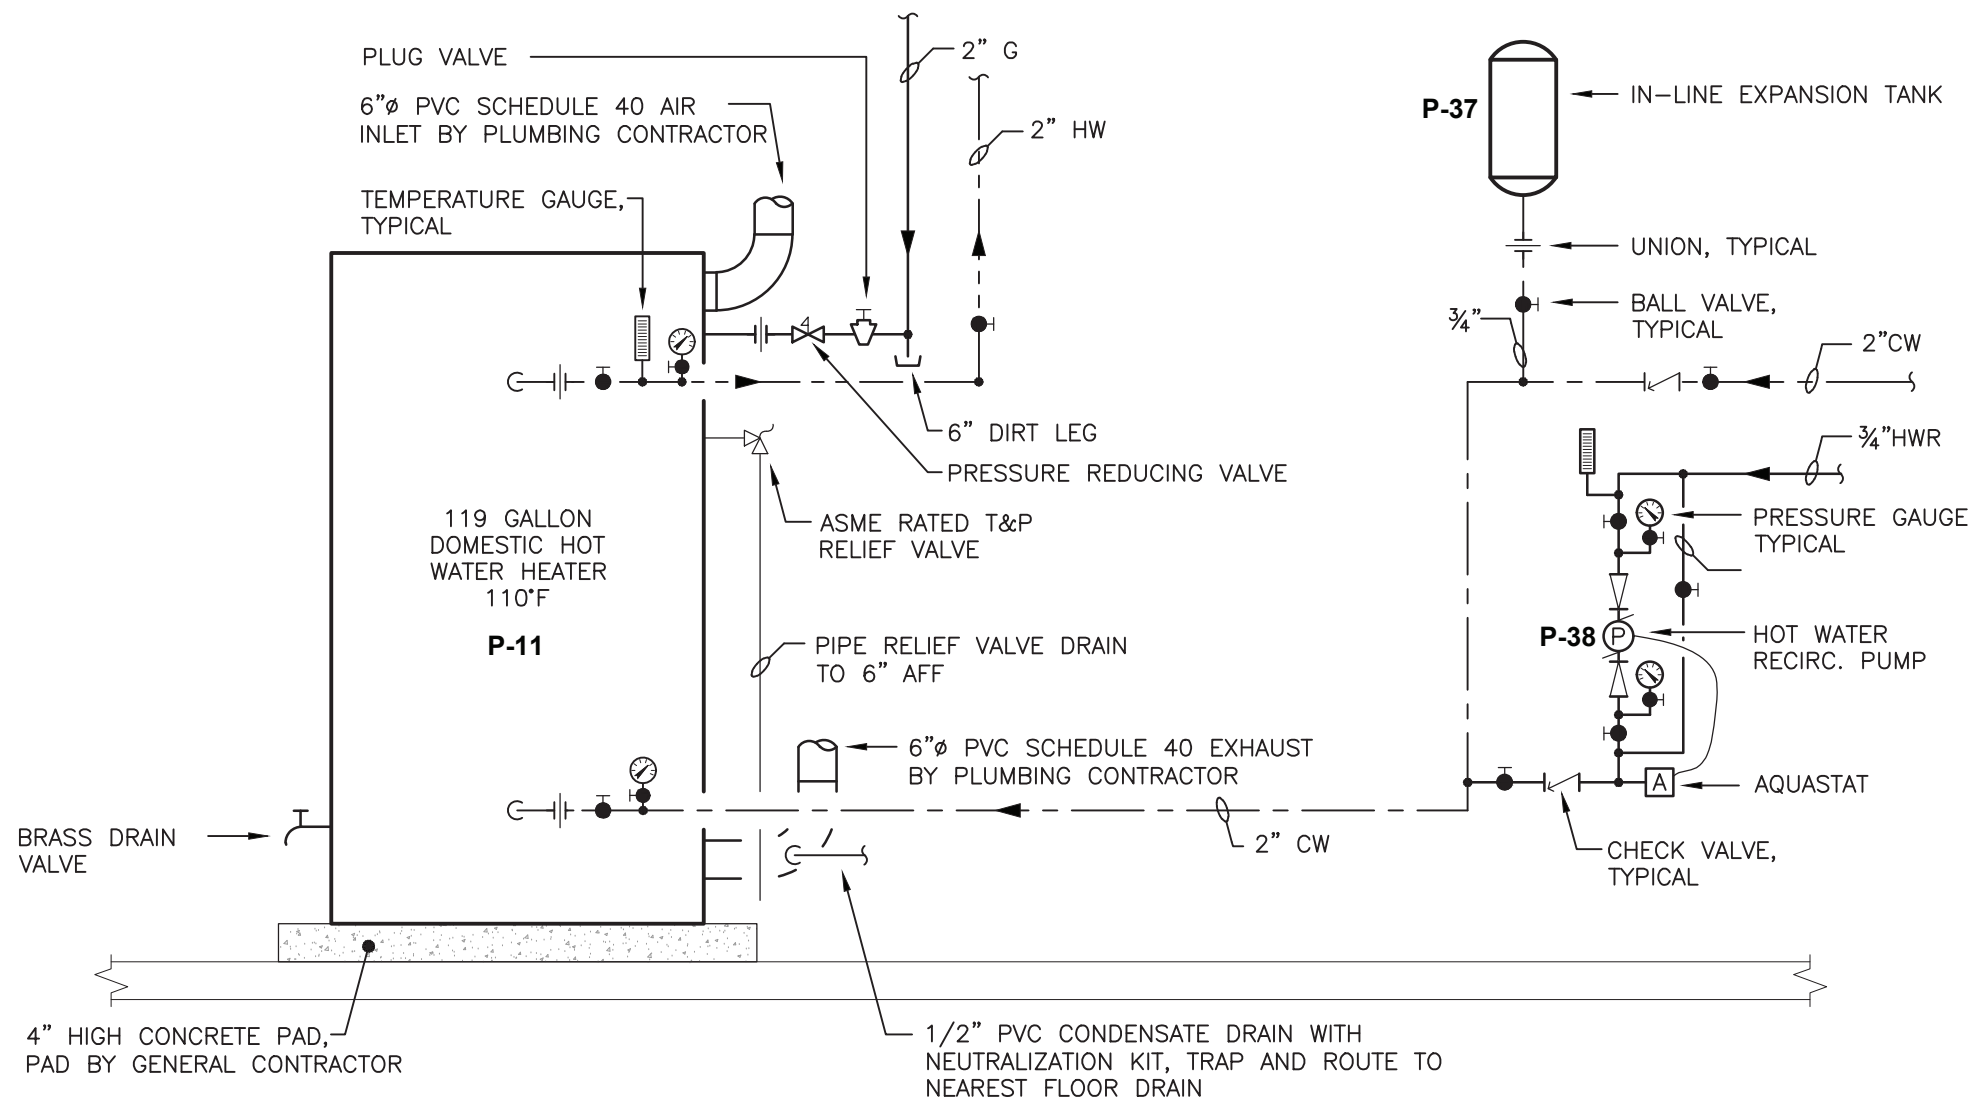 PLUG VALVE
2” G
6”ø PVC SCHEDULE 40 AIR
INLET BY PLUMBING CONTRACTOR
2” HW
TEMPERATURE GAUGE,
TYPICAL
P-37
IN-LINE EXPANSION TANK
UNION, TYPICAL
BALL VALVE,
TYPICAL
¾”
2”CW
¾”HWR
6” DIRT LEG
PRESSURE REDUCING VALVE
ASME RATED T&P
RELIEF VALVE
119 GALLON
DOMESTIC HOT
WATER HEATER
110°F
P-11
PRESSURE GAUGE
TYPICAL
P-38
P
HOT WATER
RECIRC. PUMP
PIPE RELIEF VALVE DRAIN
TO 6” AFF
6”ø PVC SCHEDULE 40 EXHAUST
BY PLUMBING CONTRACTOR
A
AQUASTAT
BRASS DRAIN
VALVE
2” CW
CHECK VALVE,
TYPICAL
4” HIGH CONCRETE PAD,
PAD BY GENERAL CONTRACTOR
1/2” PVC CONDENSATE DRAIN WITH
NEUTRALIZATION KIT, TRAP AND ROUTE TO
NEAREST FLOOR DRAIN